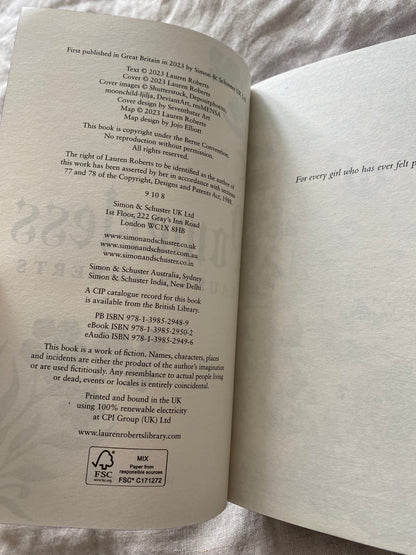 First published in Great Britain in 2023 by Simon & Schuster UK Ltd
Text © 2023 Lauren Roberts
Cover © 2023 Lauren Roberts
Cover images © Shutterstock, Depositphotos,
moonchild-ljilja, DeviantArt, resMENSA
Cover design by Seventhstar Art
Map © 2023 Lauren Roberts
Map design by Jojo Elliott
This book is copyright under the Berne Convention.
No reproduction without permission.
All rights reserved.
The right of Lauren Roberts to be identified as the author of
this work has been asserted by her in accordance with sections
77 and 78 of the Copyright, Designs and Patents Act, 1988.
9 10 8
Simon & Schuster UK Ltd
1st Floor, 222 Gray's Inn Road
London WC1X 8HB
www.simonandschuster.co.uk
www.simonandschuster.com.au
www.simonandschuster.co.in
Simon & Schuster Australia, Sydney
Simon & Schuster India, New Delhi
A CIP catalogue record for this book
is available from the British Library.
PB ISBN 978-1-3985-2948-9
eBook ISBN 978-1-3985-2950-2
eAudio ISBN 978-1-3985-2949-6
This book is a work of fiction. Names, characters, places
and incidents are either the product of the author's imagination
or are used fictitiously. Any resemblance to actual people living
or dead, events or locales is entirely coincidental.
Printed and bound in the UK
using 100% renewable electricity
at CPI Group (UK) Ltd
www.laurenrobertslibrary.com
FSC
www.fsc.org
MIX
Paper from
responsible sources
FSC® C171272
For every girl who has ever felt p